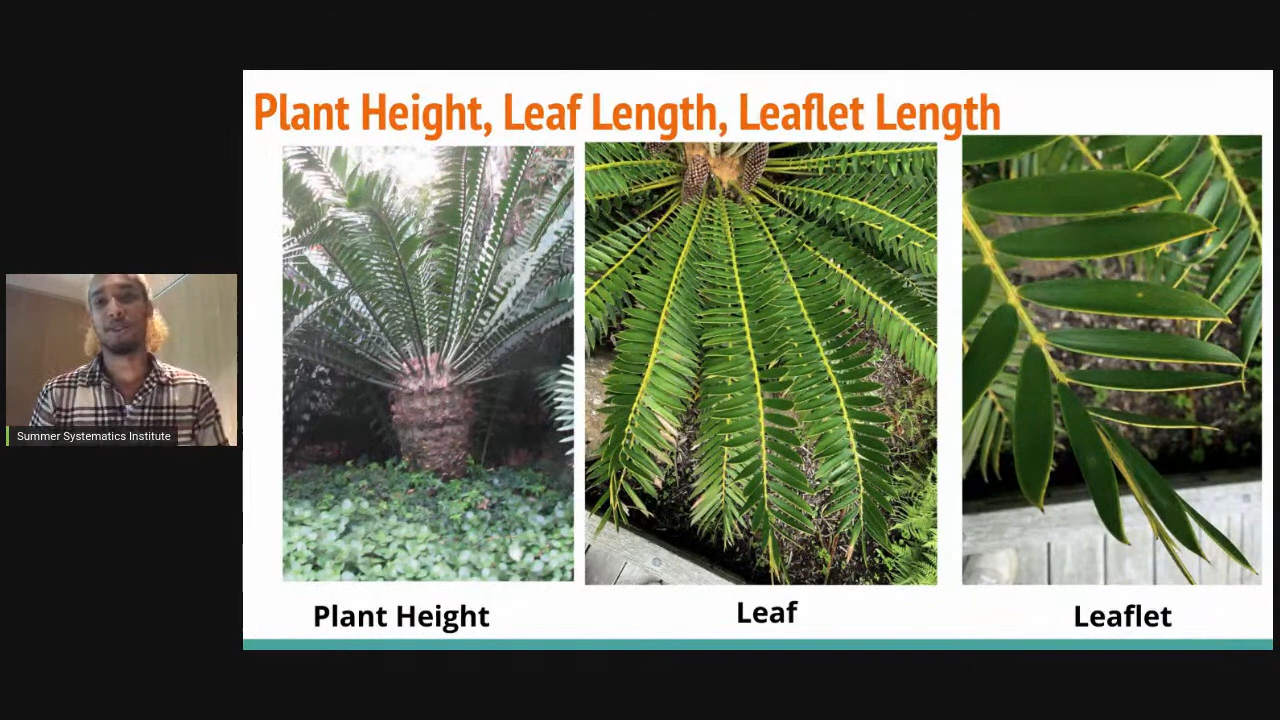 Plant Height, Leaf Length, Leaflet Length
Summer Systematics Institute
Plant Height
Leaf
Leaflet